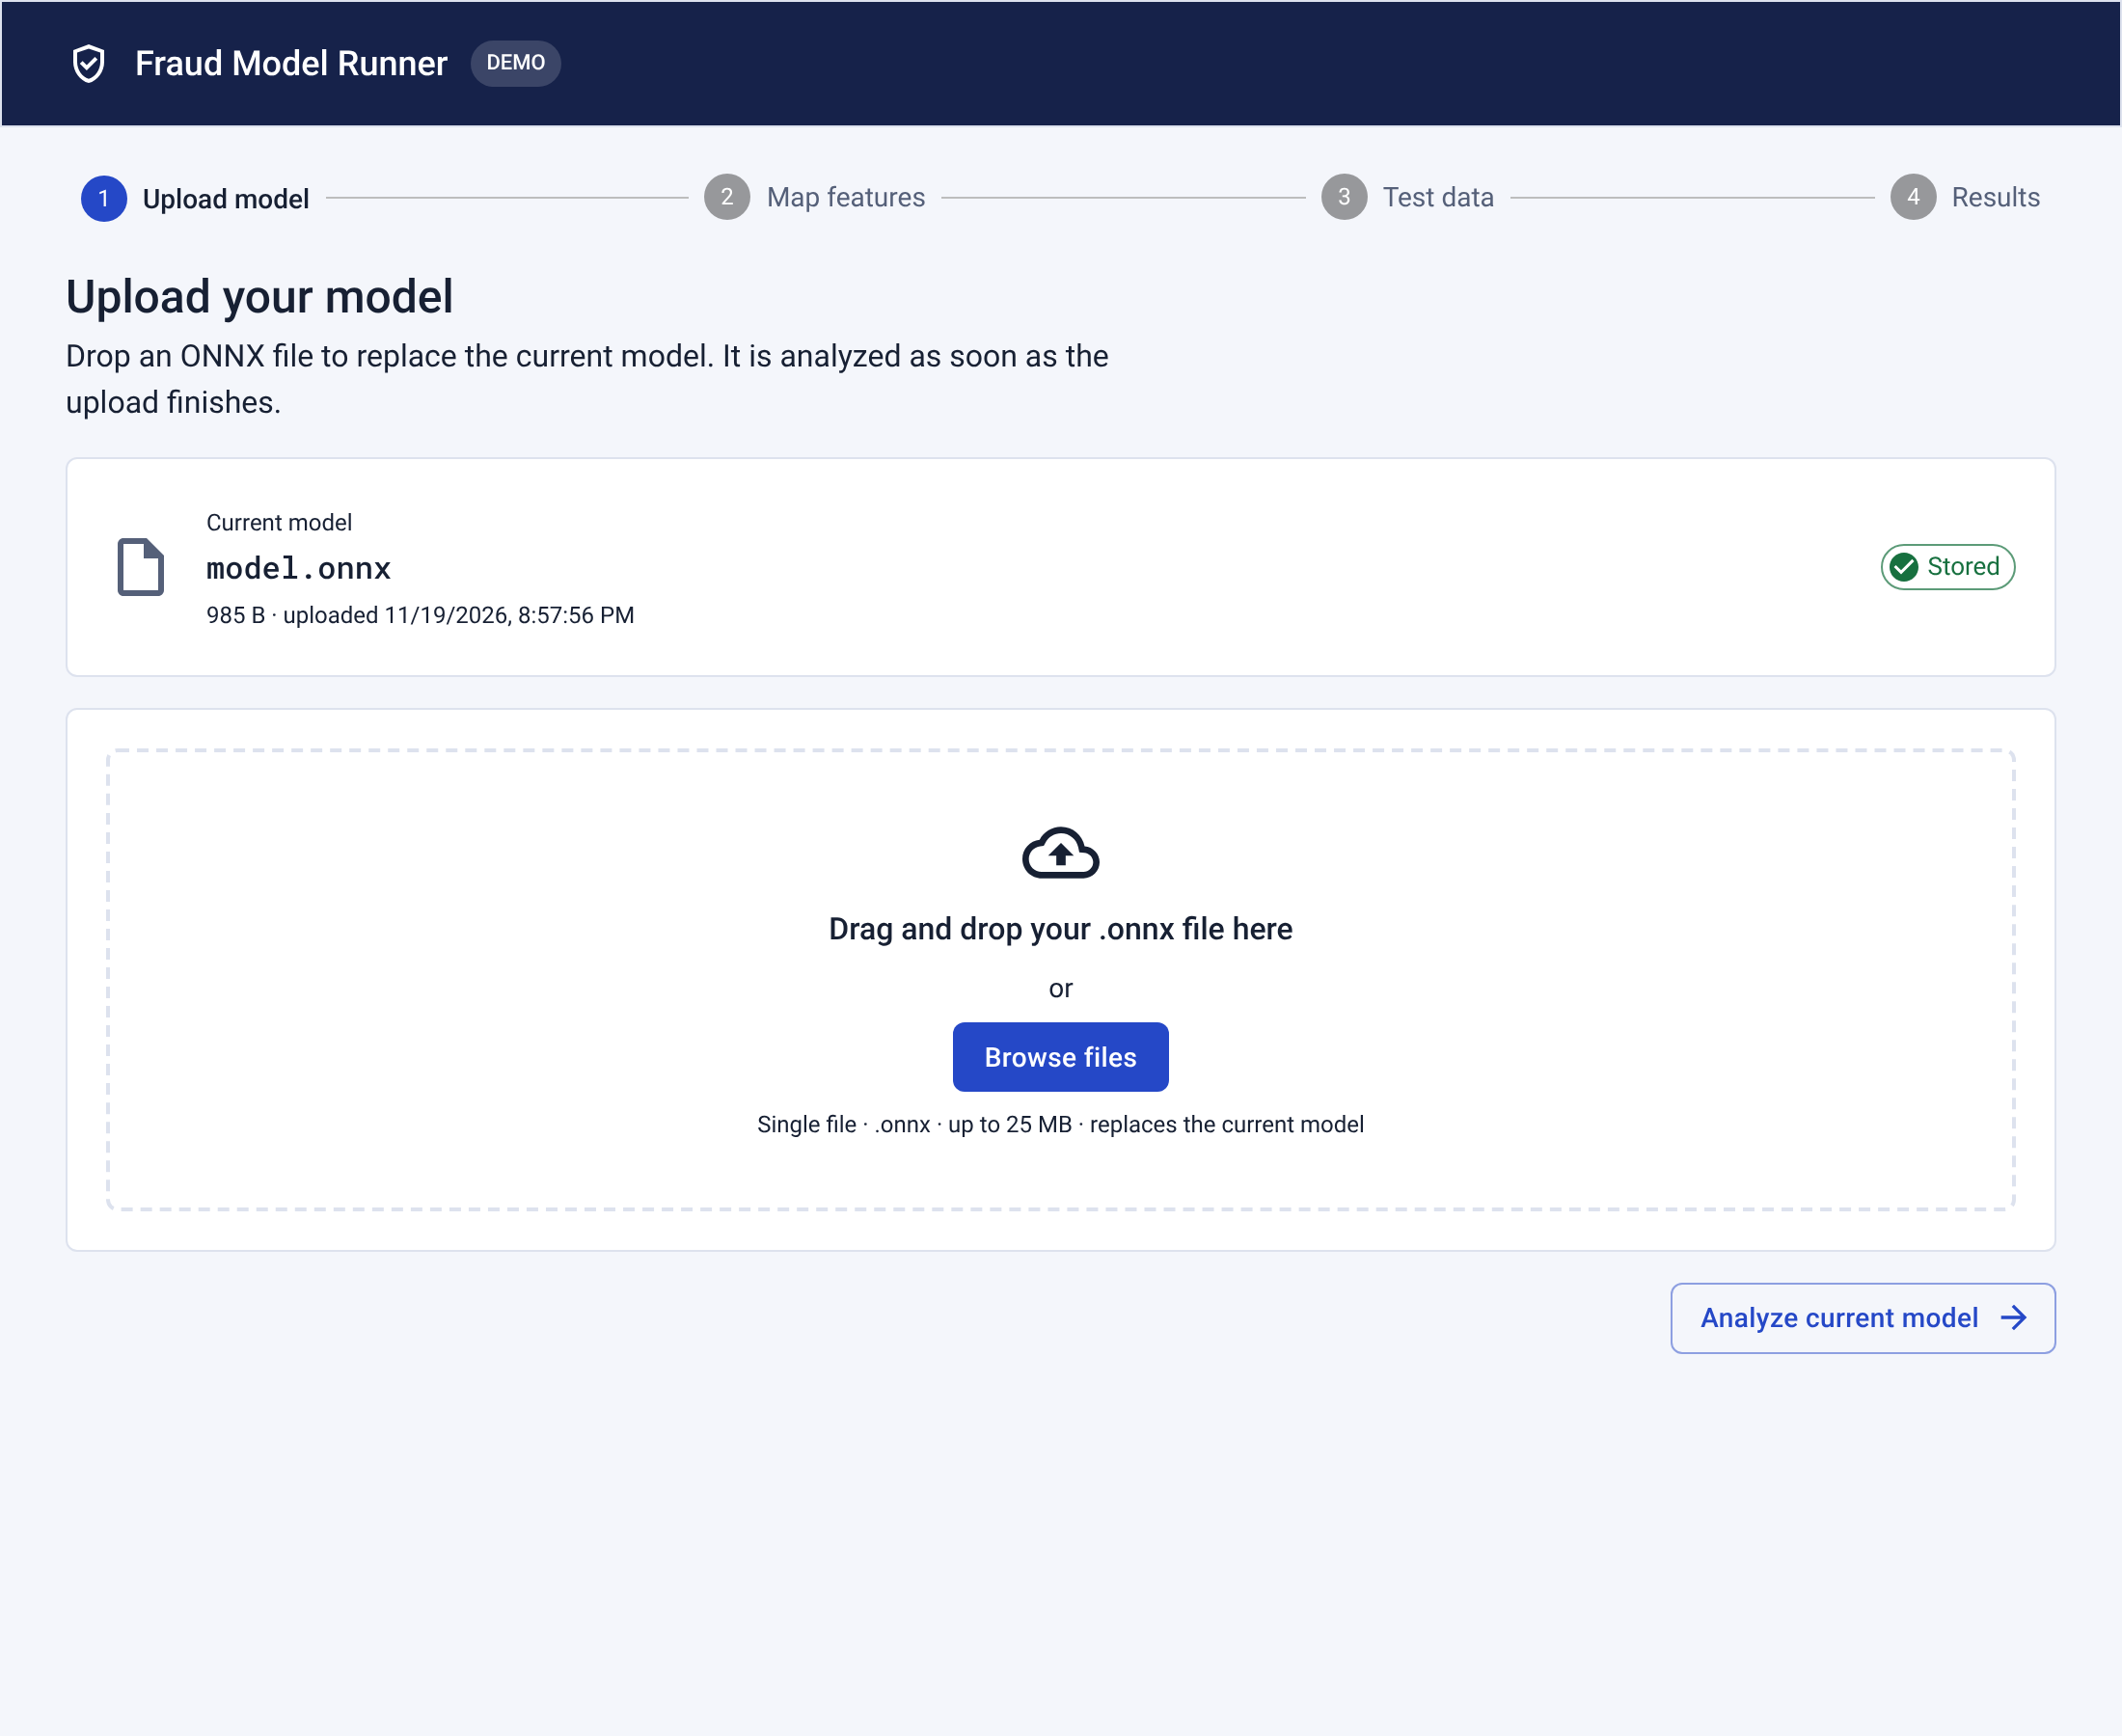 Fraud Model Runner DEMO
1 Upload model 2 Map features 3 Test data 4 Results
Upload your model
Drop an ONNX file to replace the current model. It is analyzed as soon as the
upload finishes.
Current model
model.onnx
985 B · uploaded 11/19/2026, 8:57:56 PM
Stored
Drag and drop your .onnx file here
or
Browse files
Single file · .onnx · up to 25 MB · replaces the current model
Analyze current model